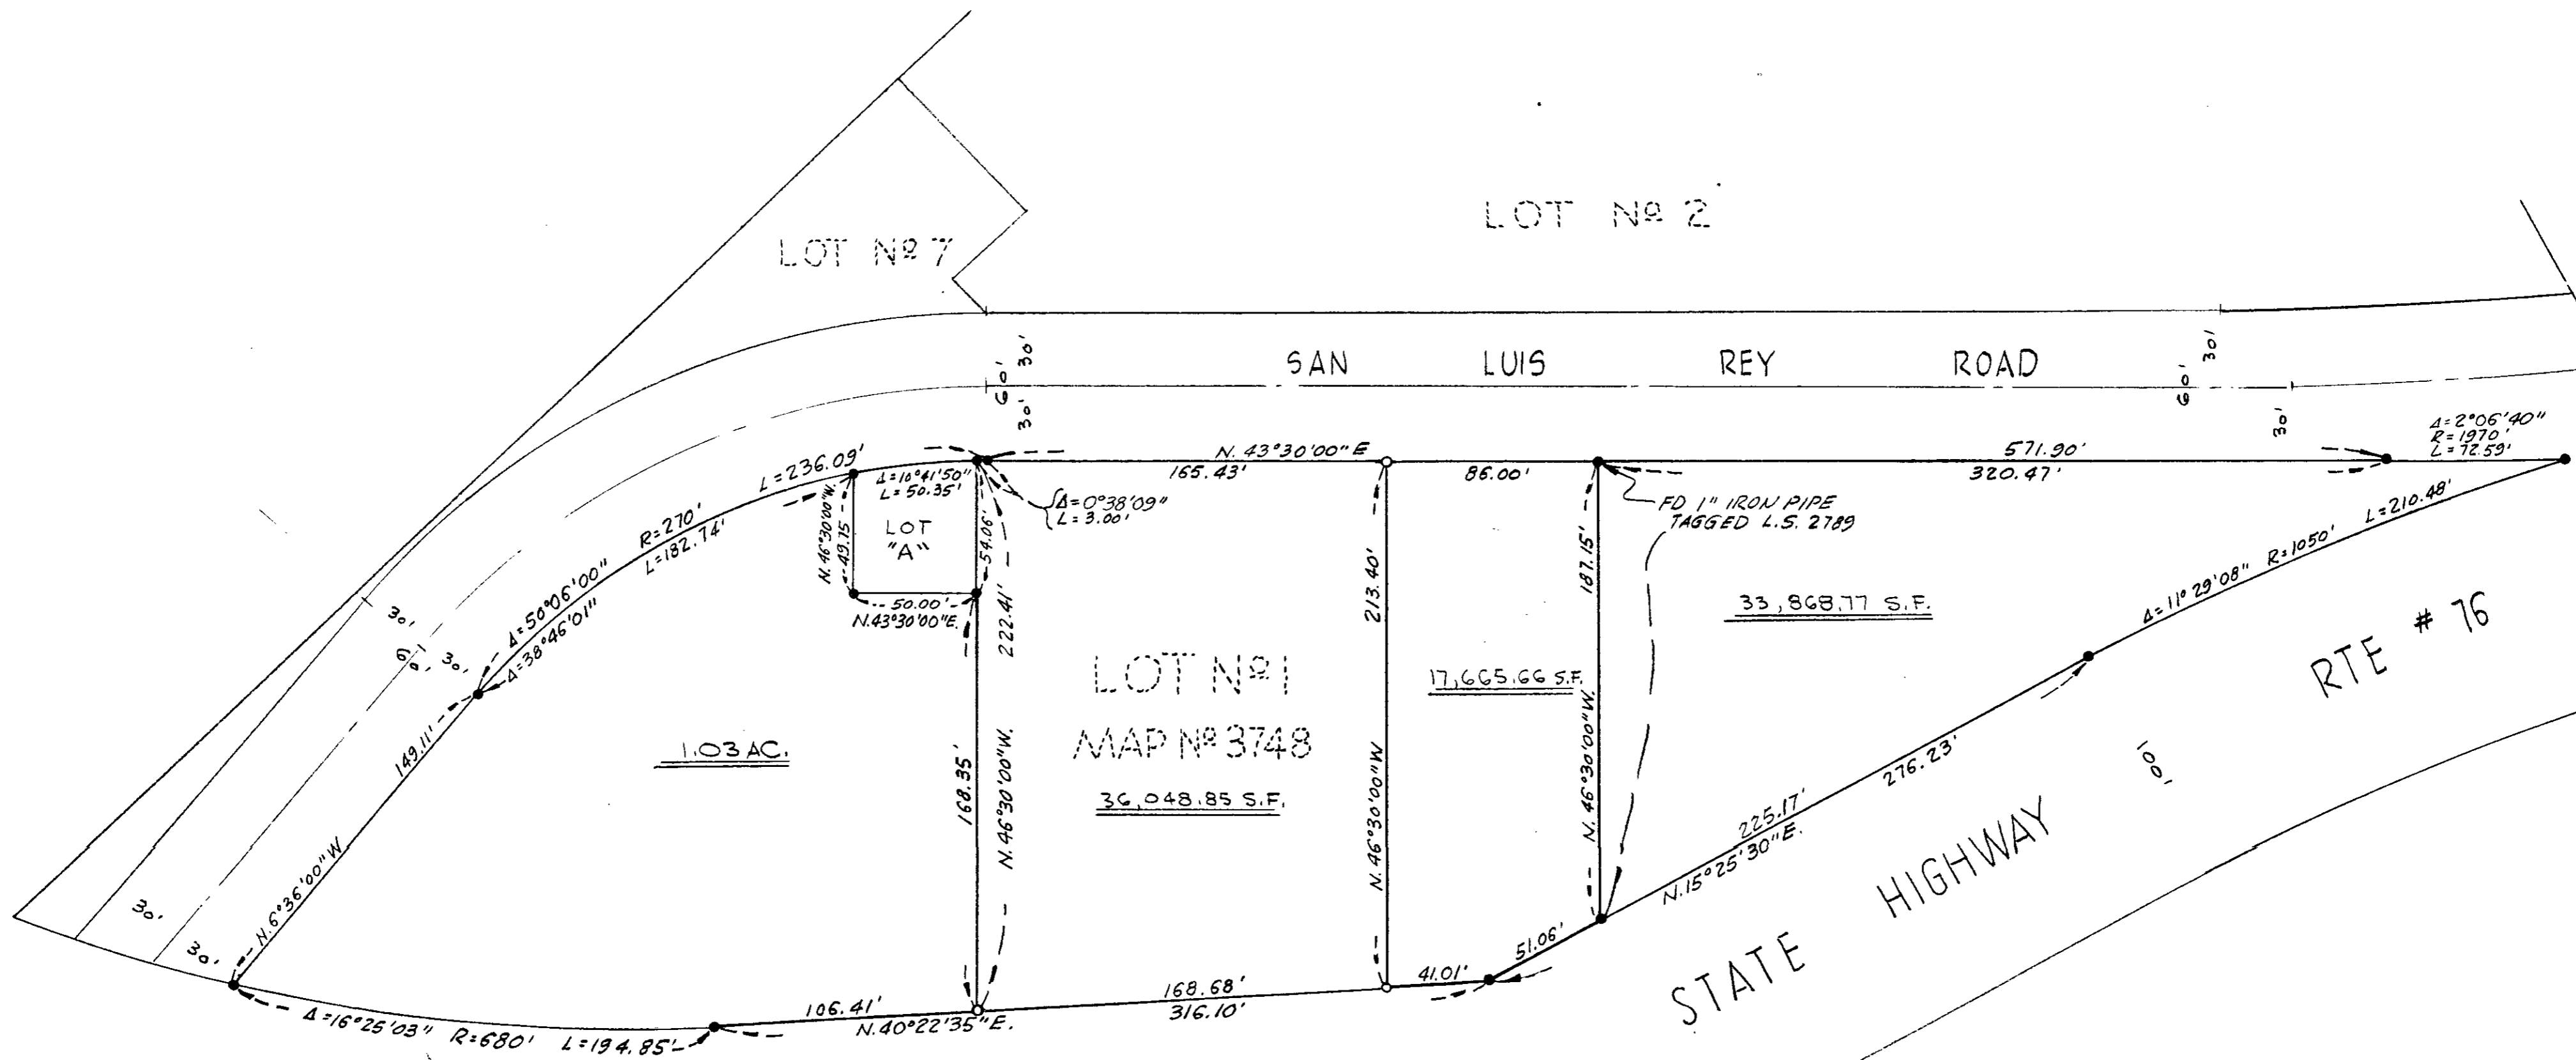 LOT Nº 2
LOT Nº 7
SAN LUIS REY ROAD
30'
60'
30'
30'
60'
30'
Δ=2°06'40"
R=1970'
L=72.59'
N. 43°30'00"E
165.43'
86.00'
571.90'
320.47'
L=236.09'
Δ=10°41'50"
L=50.35'
Δ=0°38'09"
L=3.00'
FD 1" IRON PIPE
TAGGED L.S. 2789
R=270'
L=182.74'
N.46°30'00"W.
49.15
LOT
"A"
54.06'
222.41'
50.00'
N.43°30'00"E.
213.40'
187.15'
L=210.48'
R=1050'
Δ=11°29'08"
33,868.77 S.F.
RTE # 76
Δ=50°06'00"
Δ=38°46'01"
30'
60'
30'
LOT Nº 1
MAP Nº 3748
36,048.85 S.F.
17,665.66 S.F.
1.03 AC.
149.11'
N.6°36'00"W
168.35'
N.46°30'00"W.
N.46°30'00"W
N.46°30'00"W.
276.23'
225.17'
N.15°25'30"E.
100'
STATE HIGHWAY
30'
30'
51.06'
41.01'
168.68'
316.10'
106.41'
N.40°22'35"E.
Δ=16°25'03" R=680' L=194.85'